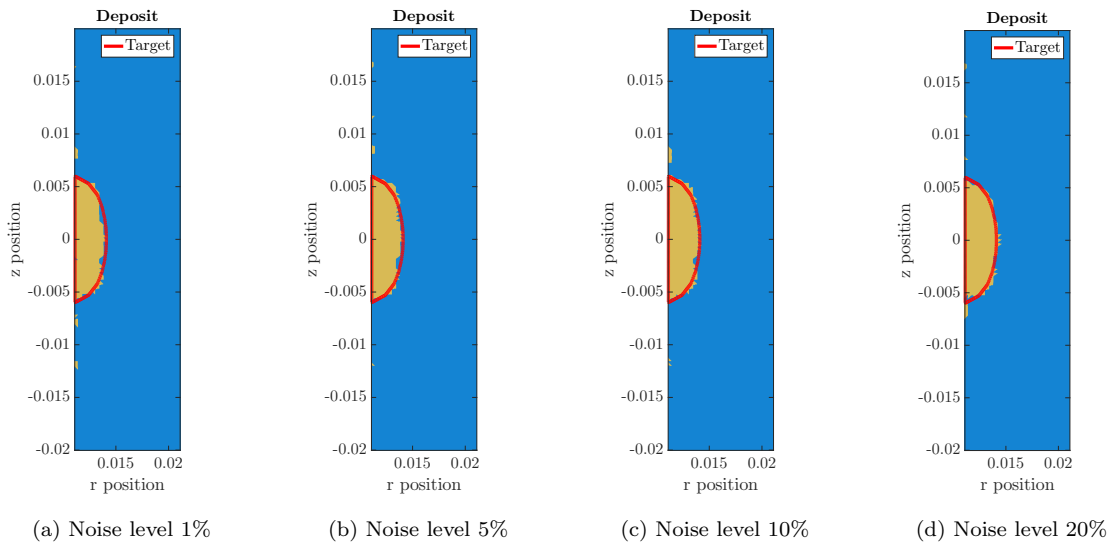 Deposit
Target
0.015
0.01
0.005
0
-0.005
-0.01
-0.015
-0.02
z position
0.015 0.02
r position
(a) Noise level 1%
Deposit
Target
0.015
0.01
0.005
0
-0.005
-0.01
-0.015
-0.02
z position
0.015 0.02
r position
(b) Noise level 5%
Deposit
Target
0.015
0.01
0.005
0
-0.005
-0.01
-0.015
-0.02
z position
0.015 0.02
r position
(c) Noise level 10%
Deposit
Target
0.015
0.01
0.005
0
-0.005
-0.01
-0.015
-0.02
z position
0.015 0.02
r position
(d) Noise level 20%